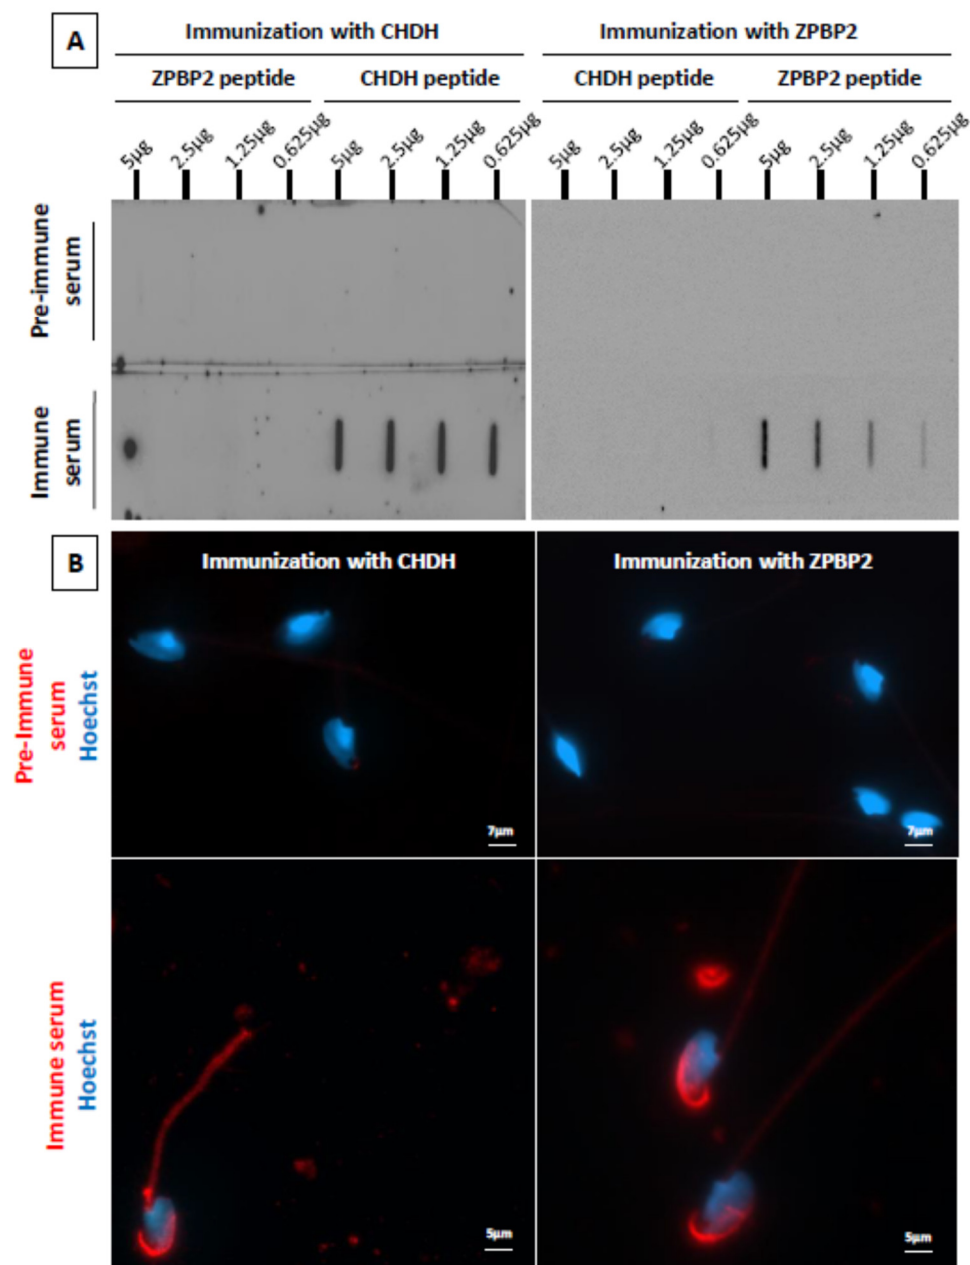 A
Immunization with CHDH
Immunization with ZPBP2
ZPBP2 peptide
CHDH peptide
CHDH peptide
ZPBP2 peptide
5µg
2.5µg
1.25µg
0.625µg
5µg
2.5µg
1.25µg
0.625µg
5µg
2.5µg
1.25µg
0.625µg
5µg
2.5µg
1.25µg
0.625µg
Pre-immune
serum
Immune
serum
B
Immunization with CHDH
Immunization with ZPBP2
Pre-Immune
serum
Hoechst
7µm
7µm
Immune serum
Hoechst
5µm
5µm